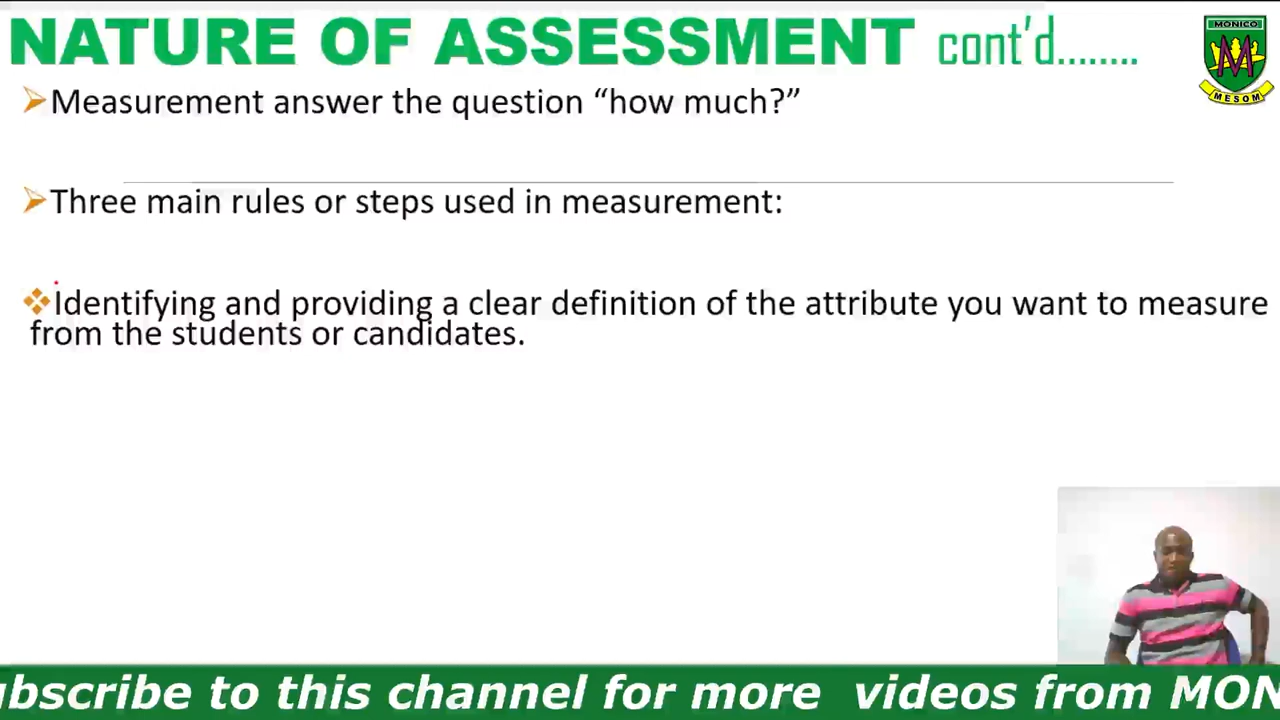 NATURE OF ASSESSMENT cont'd........
MONICO
M
MESOM
Measurement answer the question “how much?”
Three main rules or steps used in measurement:
Identifying and providing a clear definition of the attribute you want to measure
from the students or candidates.
ubscribe to this channel for more videos from MON